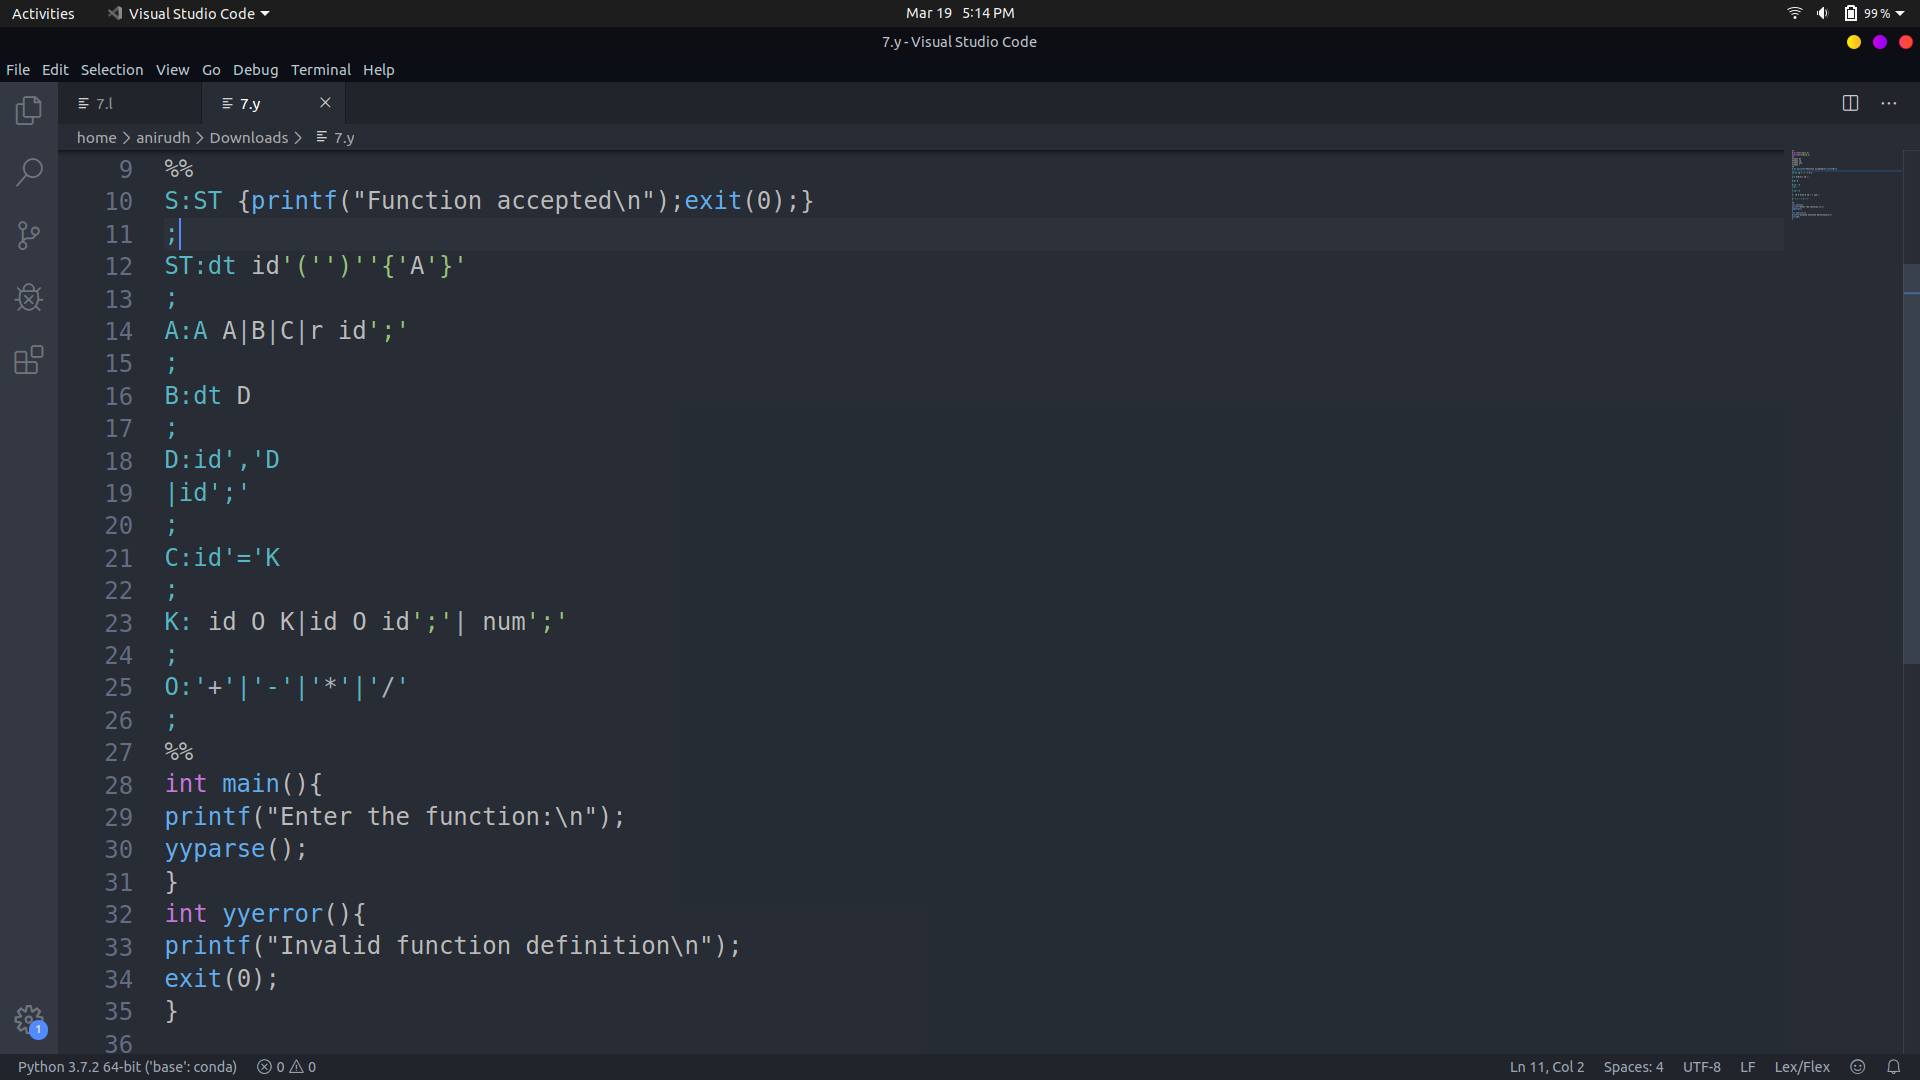 Activities Visual Studio Code Mar 19 5:14 PM 99 %
7.y - Visual Studio Code
File Edit Selection View Go Debug Terminal Help
7.l 7.y
home anirudh Downloads 7.y
9 %%
10 S:ST {printf("Function accepted\n");exit(0);}
11 ;
12 ST:dt id'('')''{'A'}'
13 ;
14 A:A A|B|C|r id';'
15 ;
16 B:dt D
17 ;
18 D:id','D
19 |id';'
20 ;
21 C:id'='K
22 ;
23 K: id O K|id O id';'| num';'
24 ;
25 O:'+'|'-'|'*'|'/'
26 ;
27 %%
28 int main(){
29 printf("Enter the function:\n");
30 yyparse();
31 }
32 int yyerror(){
33 printf("Invalid function definition\n");
34 exit(0);
35 }
36
1
Python 3.7.2 64-bit ('base': conda) 0 0 Ln 11, Col 2 Spaces: 4 UTF-8 LF Lex/Flex